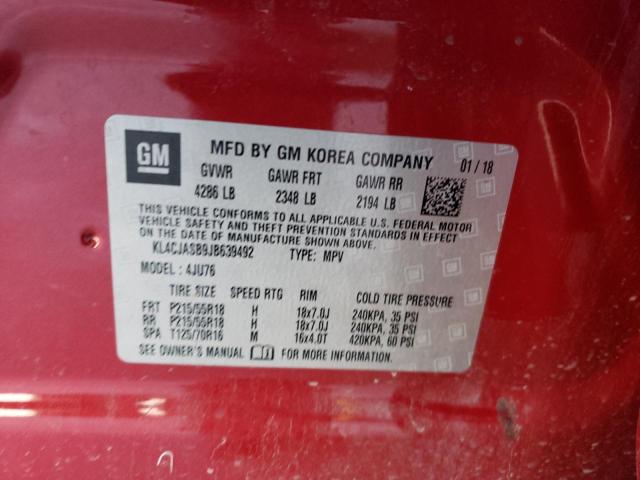 GM
MFD BY GM KOREA COMPANY 01 / 18
GVWR GAWR FRT GAWR RR
4286 LB 2348 LB 2194 LB
THIS VEHICLE CONFORMS TO ALL APPLICABLE U.S. FEDERAL MOTOR
VEHICLE SAFETY AND THEFT PREVENTION STANDARDS IN EFFECT
ON THE DATE OF MANUFACTURE SHOWN ABOVE.
KL4CJASB9JB639492 TYPE: MPV
MODEL: 4JU76
TIRE SIZE SPEED RTG RIM COLD TIRE PRESSURE
FRT P215/55R18 H 18x7.0J 240KPA, 35 PSI
RR P215/55R18 H 18x7.0J 240KPA, 35 PSI
SPA T125/70R16 M 16x4.0T 420KPA, 60 PSI
SEE OWNER'S MANUAL FOR MORE INFORMATION.